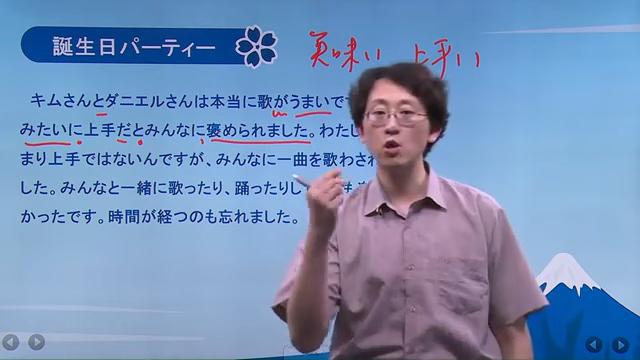 誕生日パーティー
美味い 上手い
キムさんとダニエルさんは本当に歌がうまいで
みたいに上手だとみんなに褒められました。わたし
まり上手ではないんですが、みんなに一曲を歌わされ
した。みんなと一緒に歌ったり、踊ったりし
かったです。時間が経つのも忘れました。